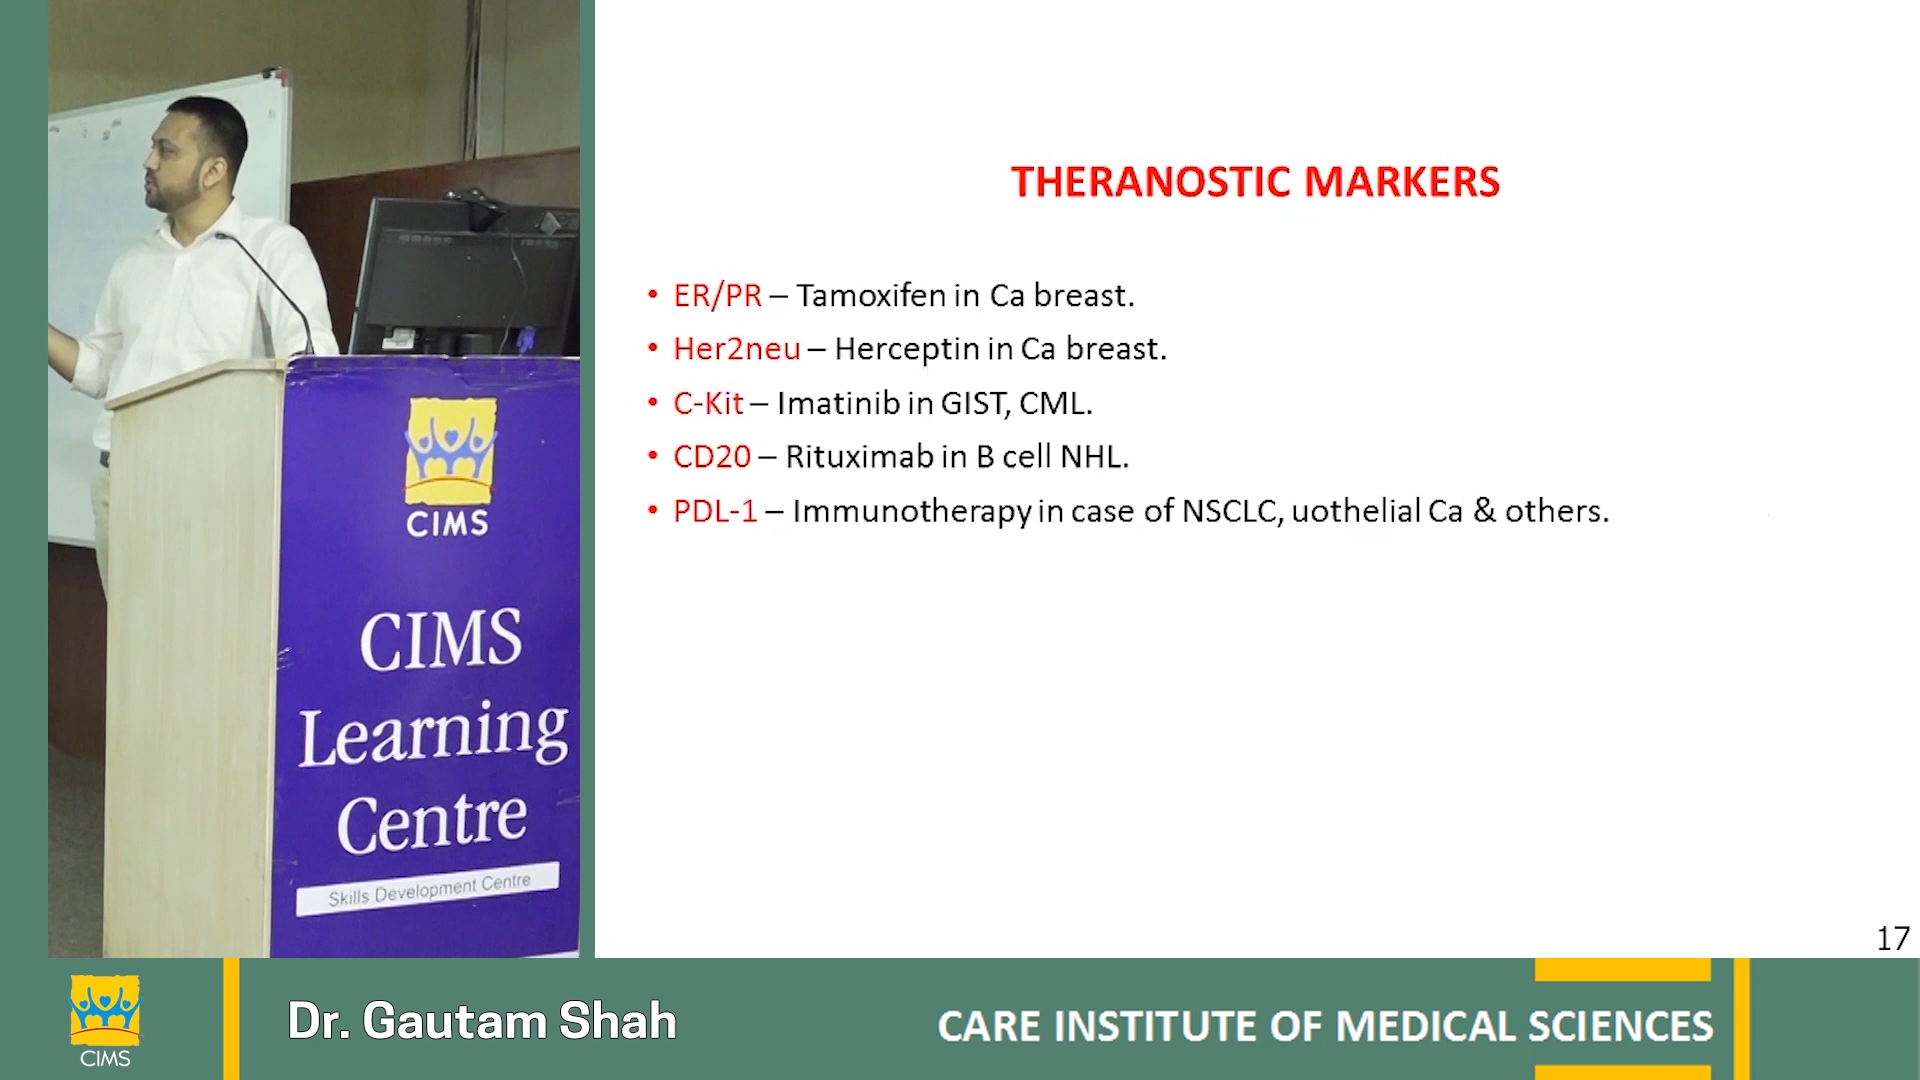 THERANOSTIC MARKERS
• ER/PR – Tamoxifen in Ca breast.
• Her2neu – Herceptin in Ca breast.
• C-Kit – Imatinib in GIST, CML.
• CD20 – Rituximab in B cell NHL.
• PDL-1 – Immunotherapy in case of NSCLC, uothelial Ca & others.
17
CIMS
CIMS
Learning
Centre
Skills Development Centre
CIMS
Dr. Gautam Shah
CARE INSTITUTE OF MEDICAL SCIENCES